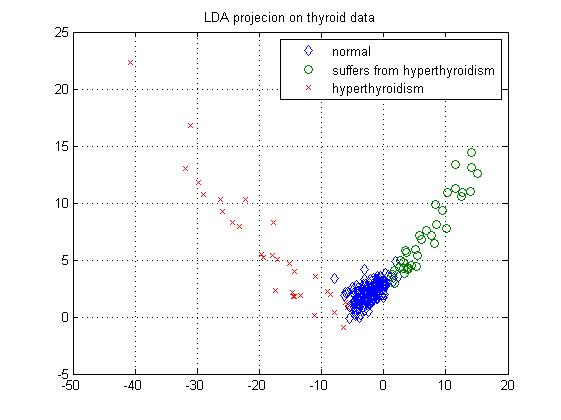 LDA projecion on thyroid data
25
20
15
10
5
0
-5
normal
suffers from hyperthyroidism
hyperthyroidism
-50 -40 -30 -20 -10 0 10 20